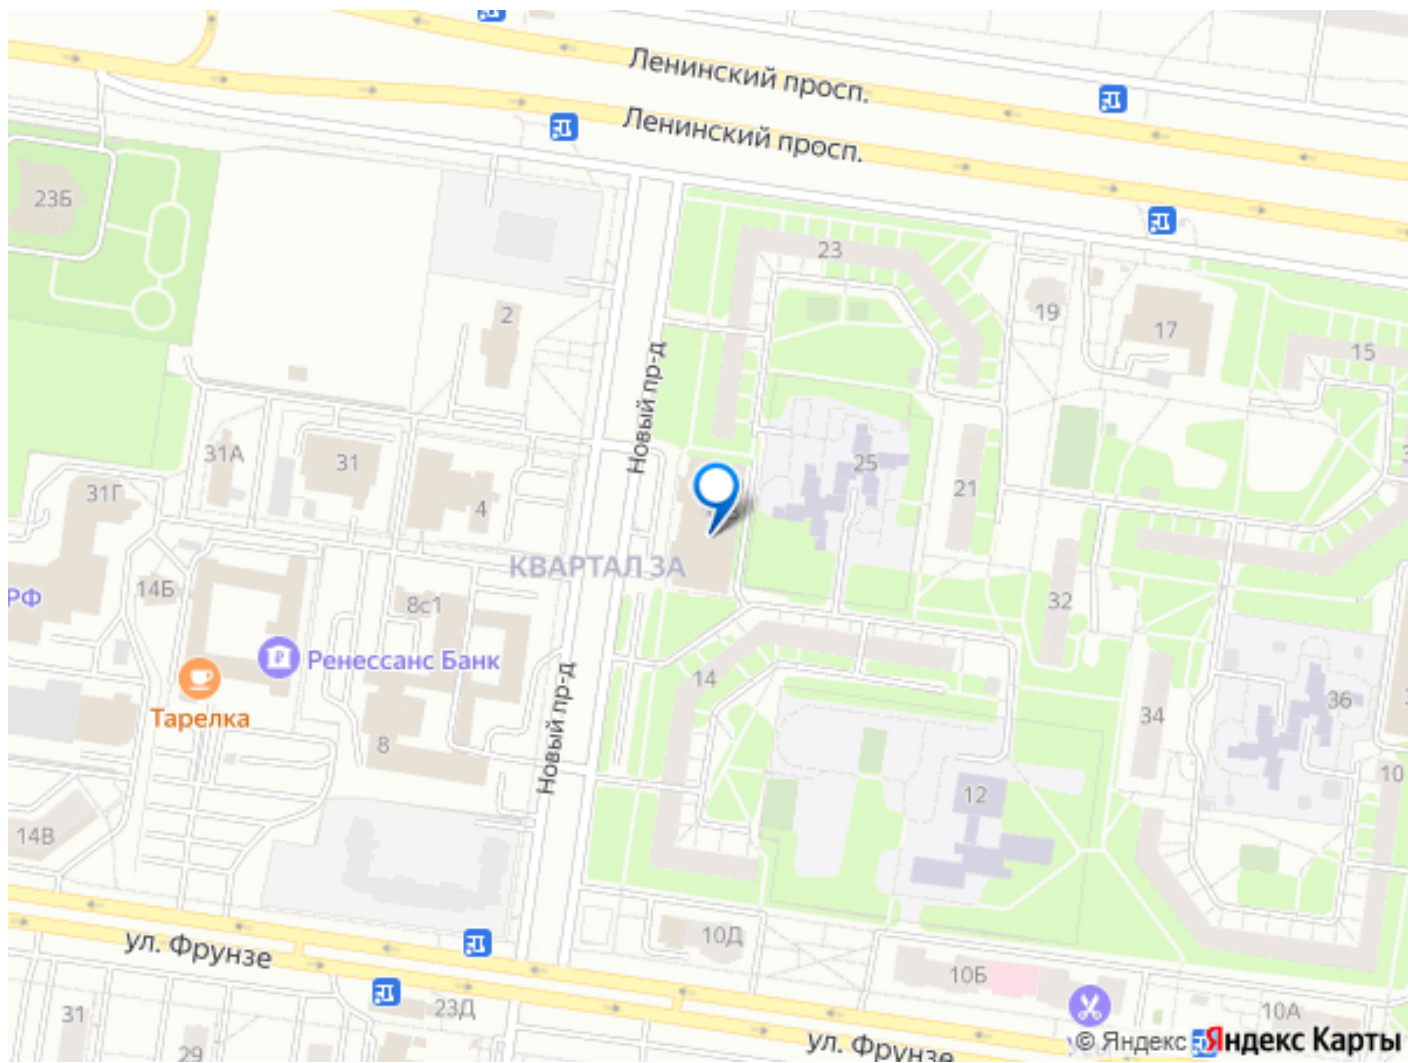 Ленинский просп.
Ленинский просп.
23Б
23
2
19
17
15
Новый пр-д
31А
31
25
31Г
4
21
КВАРТАЛ 3А
14Б
8с1
32
РФ
Ренессанс Банк
14
36
Тарелка
34
8
Новый пр-д
10
12
14В
10Д
ул. Фрунзе
10Б
23Д
10А
31
29
ул. Фрунзе
© Яндекс
Яндекс Карты